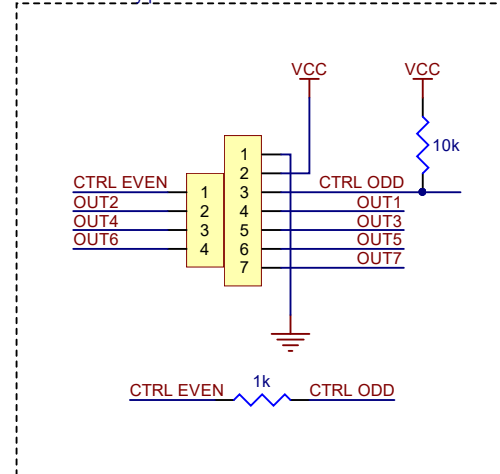 VCC VCC
10k
1
2
CTRL EVEN 1 3 CTRL ODD
OUT2 2 4 OUT1
OUT4 3 5 OUT3
OUT6 4 6 OUT5
7 OUT7
1k
CTRL EVEN CTRL ODD